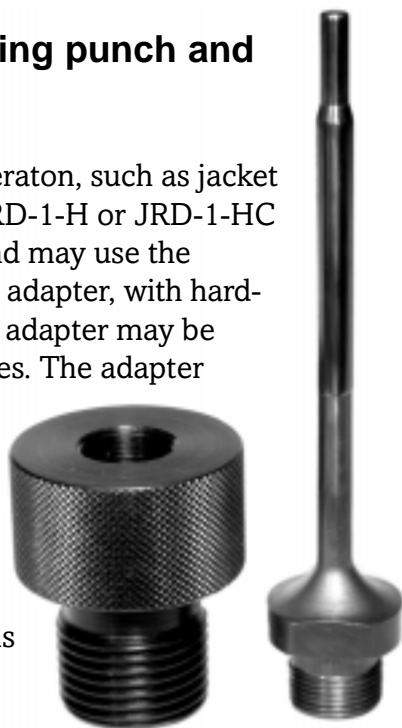 ing punch and
eraton, such as jacket
RD-1-H or JRD-1-HC
nd may use the
adapter, with hard-
adapter may be
es. The adapter
s